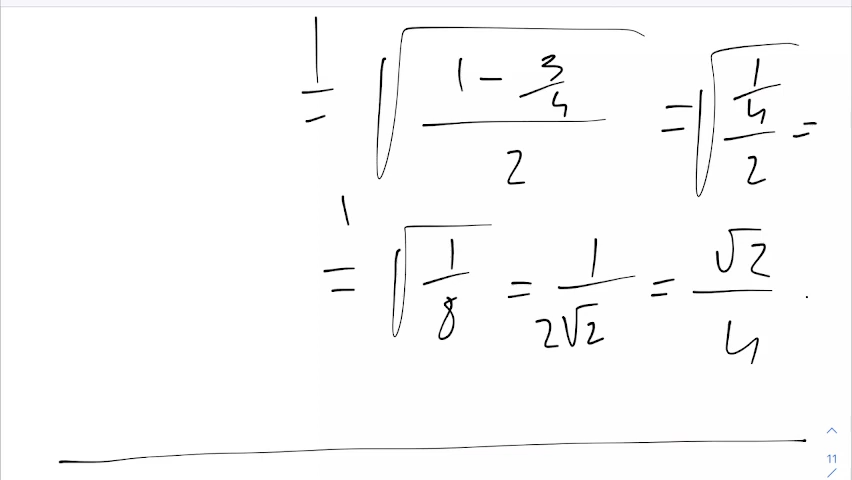 = √((1 - 3/4)/2) = √((1/4)/2) =
= √(1/8) = 1/(2√2) = √2/4 .
11